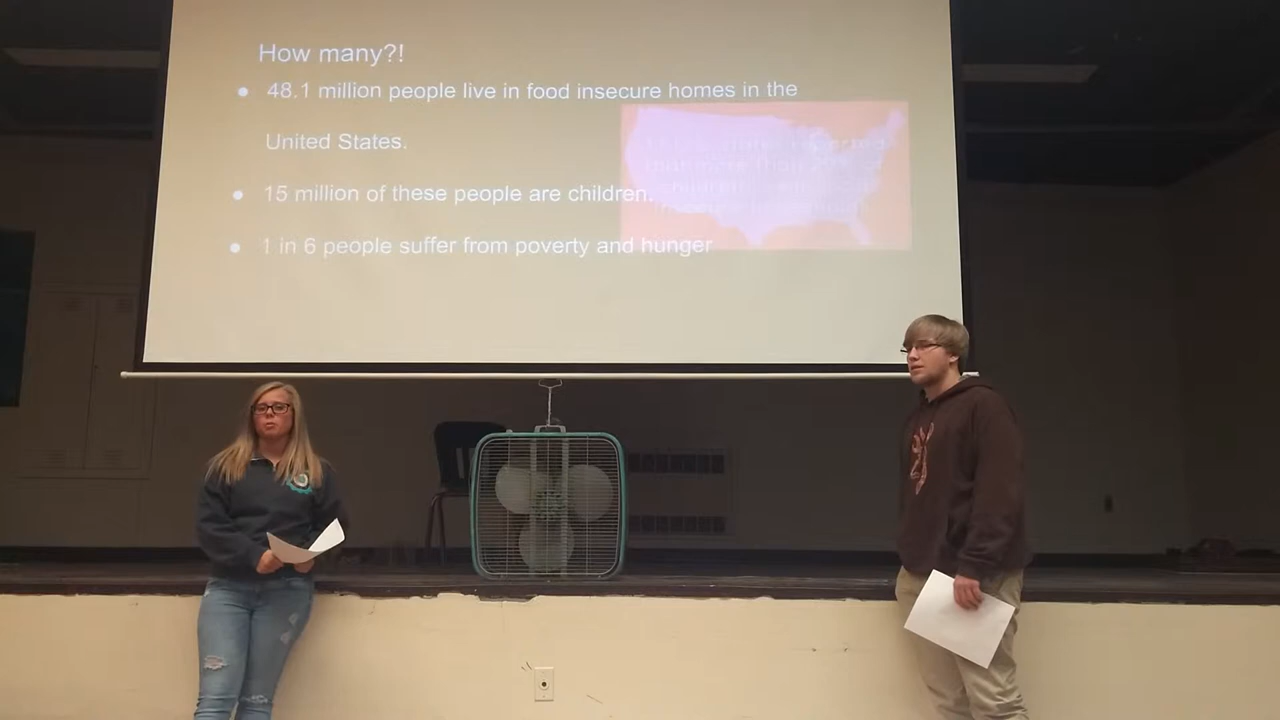 How many?!
● 48.1 million people live in food insecure homes in the
United States.
● 15 million of these people are children.
● 1 in 6 people suffer from poverty and hunger